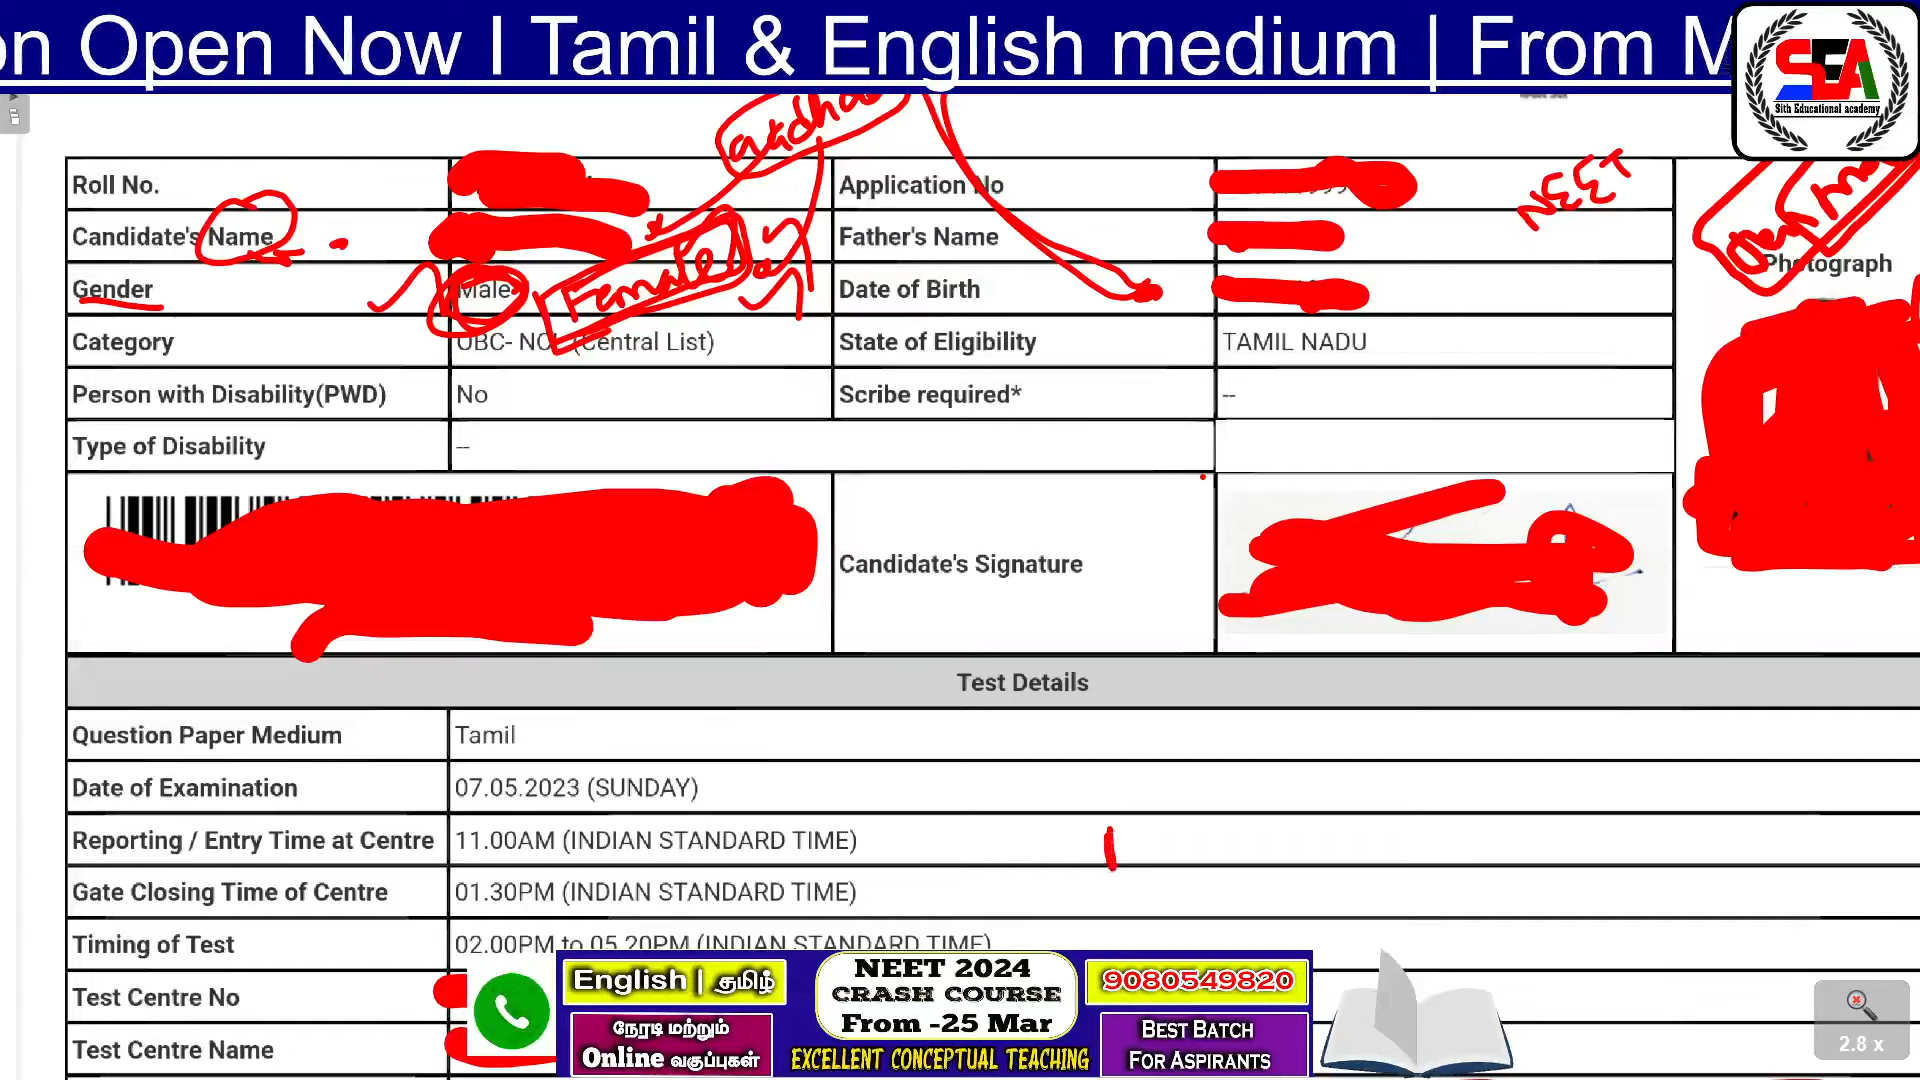 on Open Now I Tamil & English medium | From M
SEA
Sith Educational academy
aadha
NEET
Roll No.
Application No
Candidate's Name
Father's Name
Photograph
Gender
Male
Female
Date of Birth
Category
OBC- NCL (Central List)
State of Eligibility
TAMIL NADU
Person with Disability(PWD)
No
Scribe required*
--
Type of Disability
--
Candidate's Signature
Test Details
Question Paper Medium
Tamil
Date of Examination
07.05.2023 (SUNDAY)
Reporting / Entry Time at Centre
11.00AM (INDIAN STANDARD TIME)
Gate Closing Time of Centre
01.30PM (INDIAN STANDARD TIME)
Timing of Test
02.00PM to 05.20PM (INDIAN STANDARD TIME)
Test Centre No
Test Centre Name
English | தமிழ்
நேரடி மற்றும்
Online வகுப்புகள்
NEET 2024
CRASH COURSE
From -25 Mar
EXCELLENT CONCEPTUAL TEACHING
9080549820
BEST BATCH
FOR ASPIRANTS
2.8 x